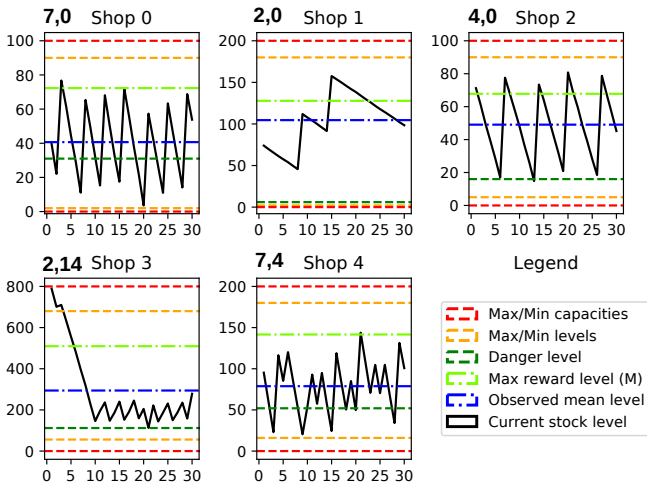 7,0 Shop 0
2,0 Shop 1
4,0 Shop 2
100
80
60
40
20
0
0 5 10 15 20 25 30
200
150
100
50
0
0 5 10 15 20 25 30
100
80
60
40
20
0
0 5 10 15 20 25 30
2,14 Shop 3
7,4 Shop 4
Legend
800
600
400
200
0
0 5 10 15 20 25 30
200
150
100
50
0
0 5 10 15 20 25 30
Max/Min capacities
Max/Min levels
Danger level
Max reward level (M)
Observed mean level
Current stock level